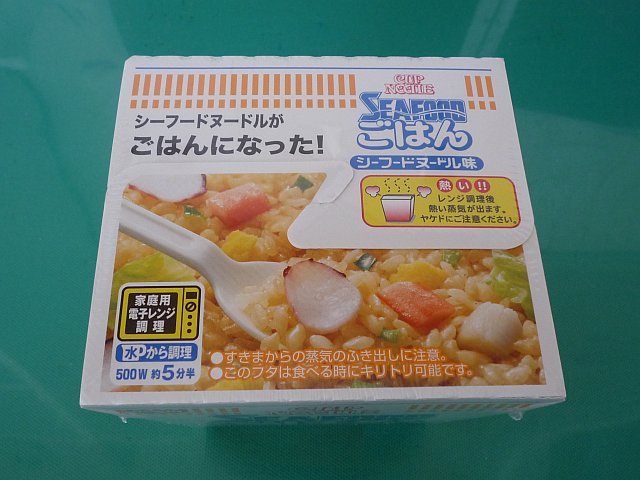 シーフードヌードルが
ごはんになった!
CUP
NOODLE
SEAFOOD
ごはん
シーフードヌードル味
熱い!!
レンジ調理後
熱い蒸気が出ます。
ヤケドにご注意ください。
家庭用
電子レンジ
調理
水から調理
500W 約5分半
●すきまからの蒸気のふき出しに注意。
●このフタは食べる時にキリトリ可能です。